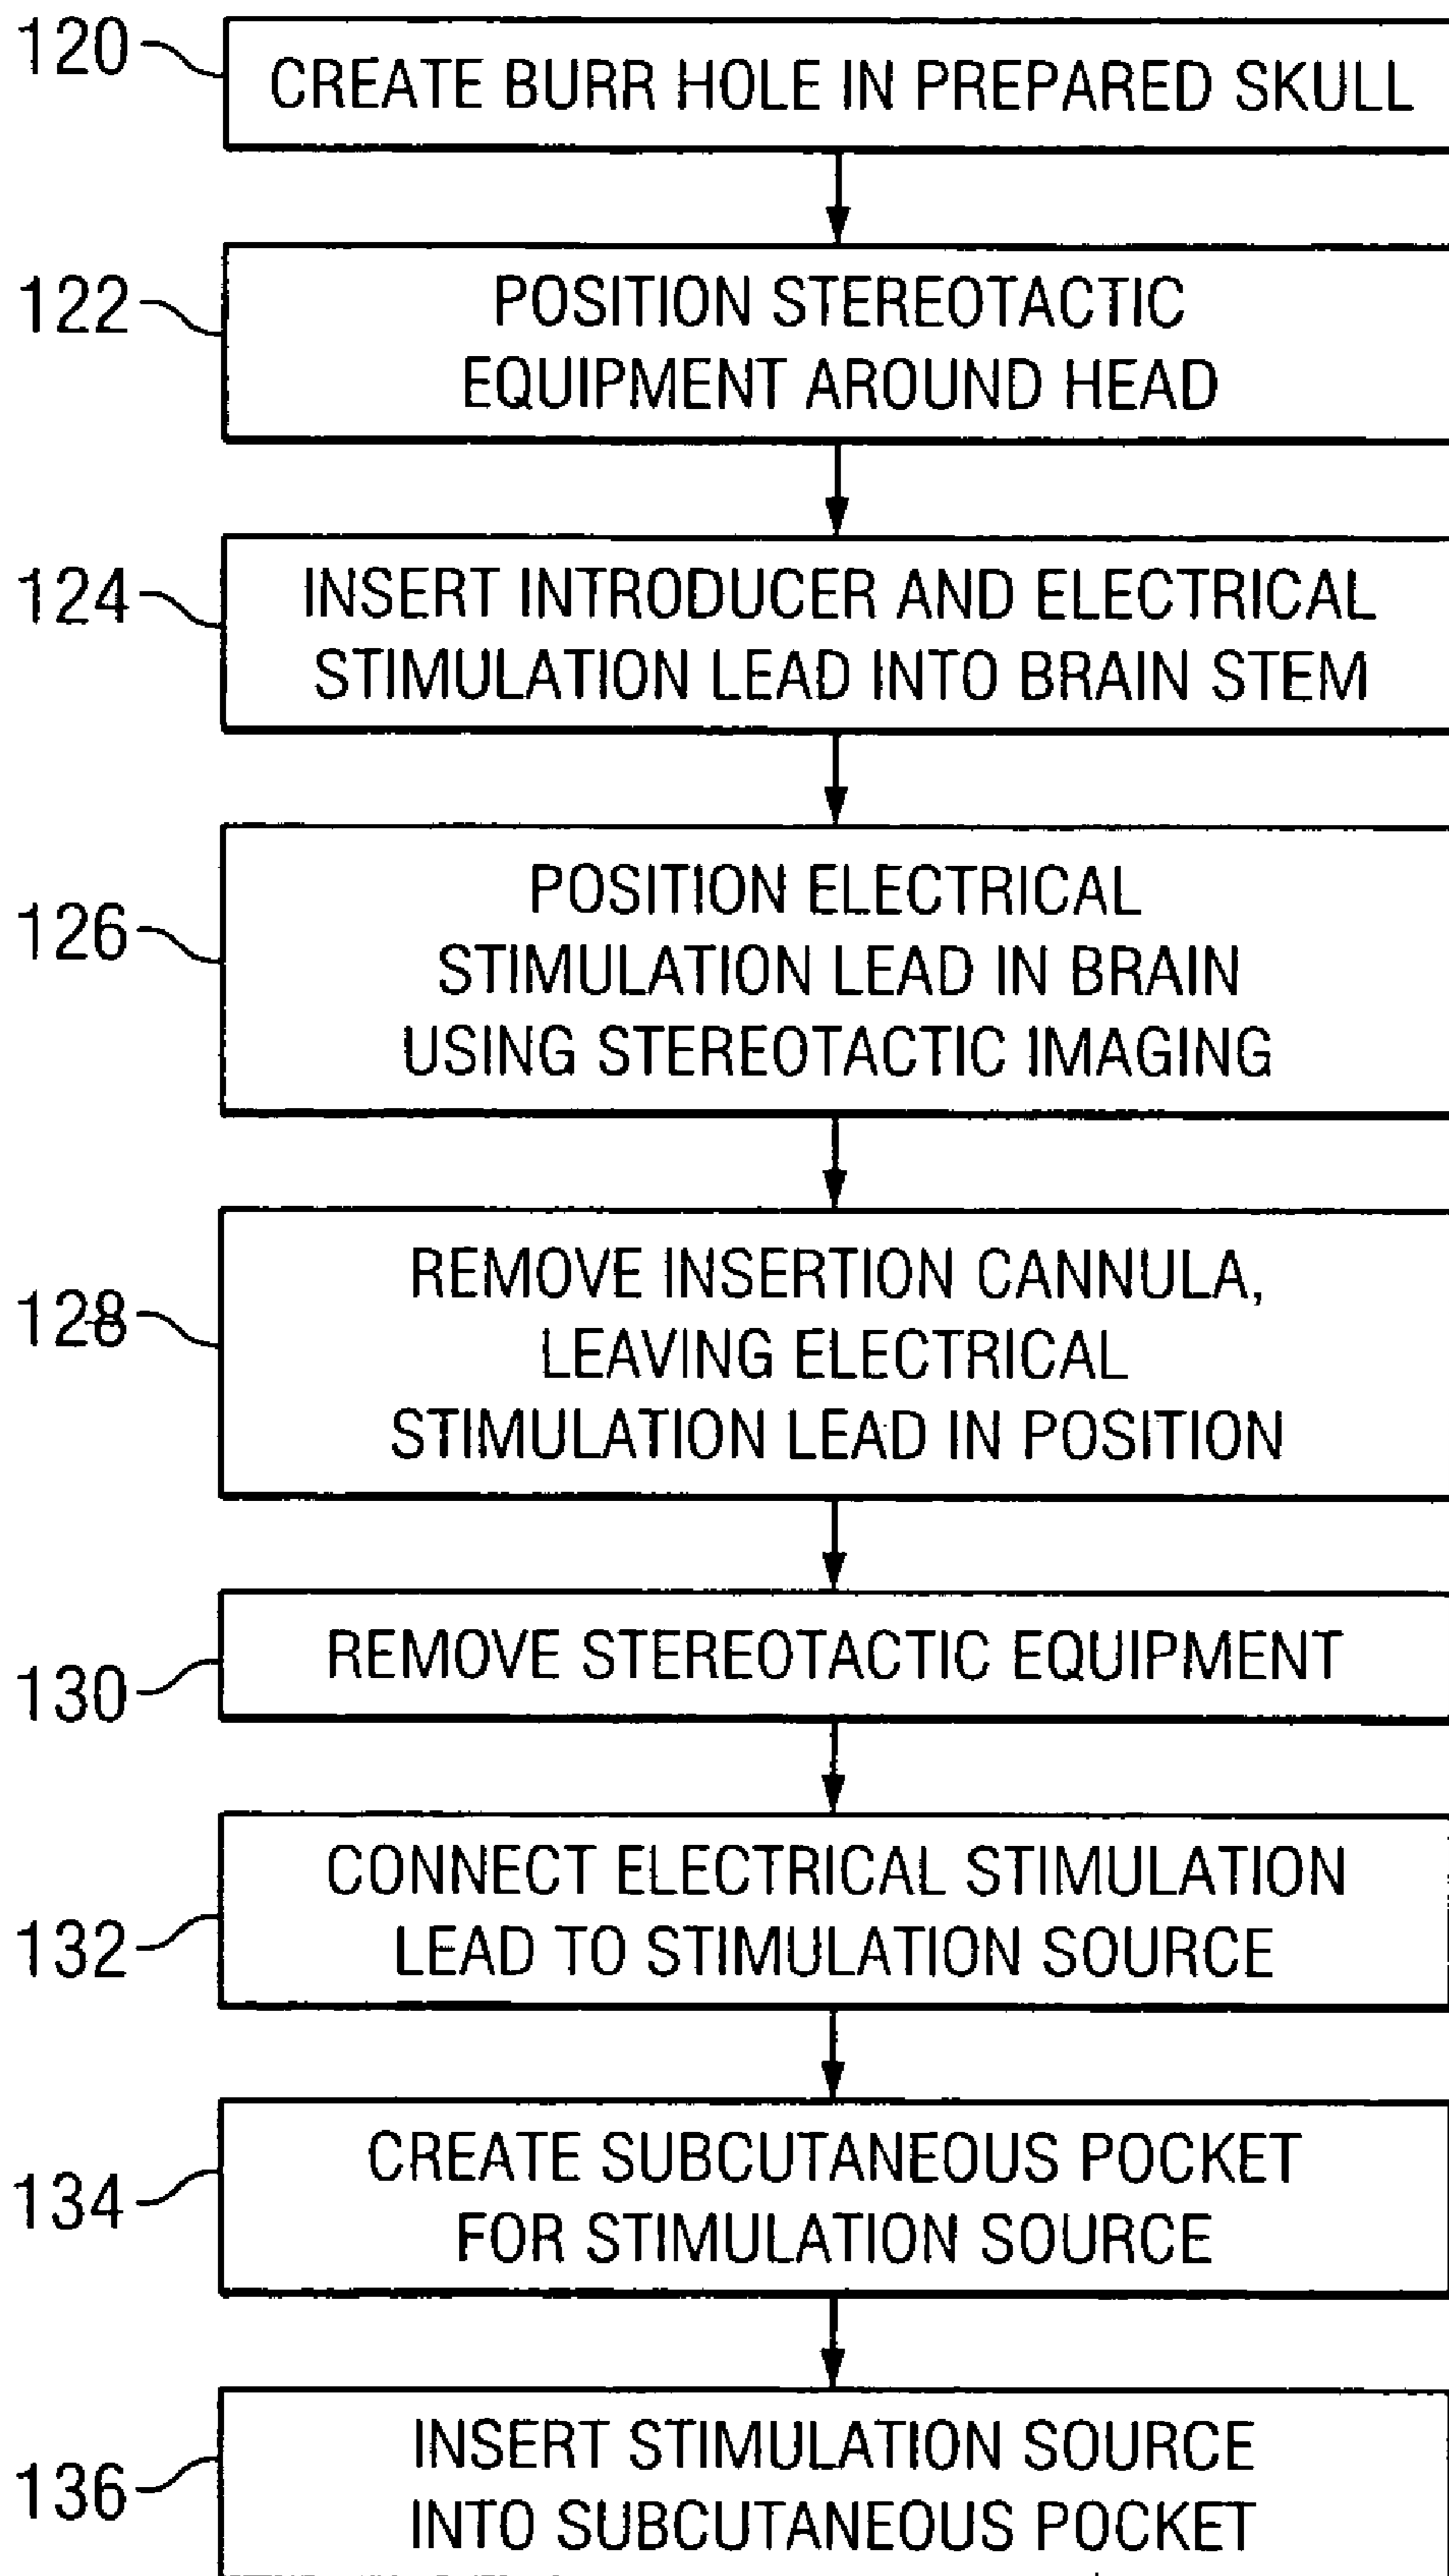 120
CREATE BURR HOLE IN PREPARED SKULL
122
POSITION STEREOTACTIC
EQUIPMENT AROUND HEAD
124
INSERT INTRODUCER AND ELECTRICAL
STIMULATION LEAD INTO BRAIN STEM
126
POSITION ELECTRICAL
STIMULATION LEAD IN BRAIN
USING STEREOTACTIC IMAGING
128
REMOVE INSERTION CANNULA,
LEAVING ELECTRICAL
STIMULATION LEAD IN POSITION
130
REMOVE STEREOTACTIC EQUIPMENT
132
CONNECT ELECTRICAL STIMULATION
LEAD TO STIMULATION SOURCE
134
CREATE SUBCUTANEOUS POCKET
FOR STIMULATION SOURCE
136
INSERT STIMULATION SOURCE
INTO SUBCUTANEOUS POCKET